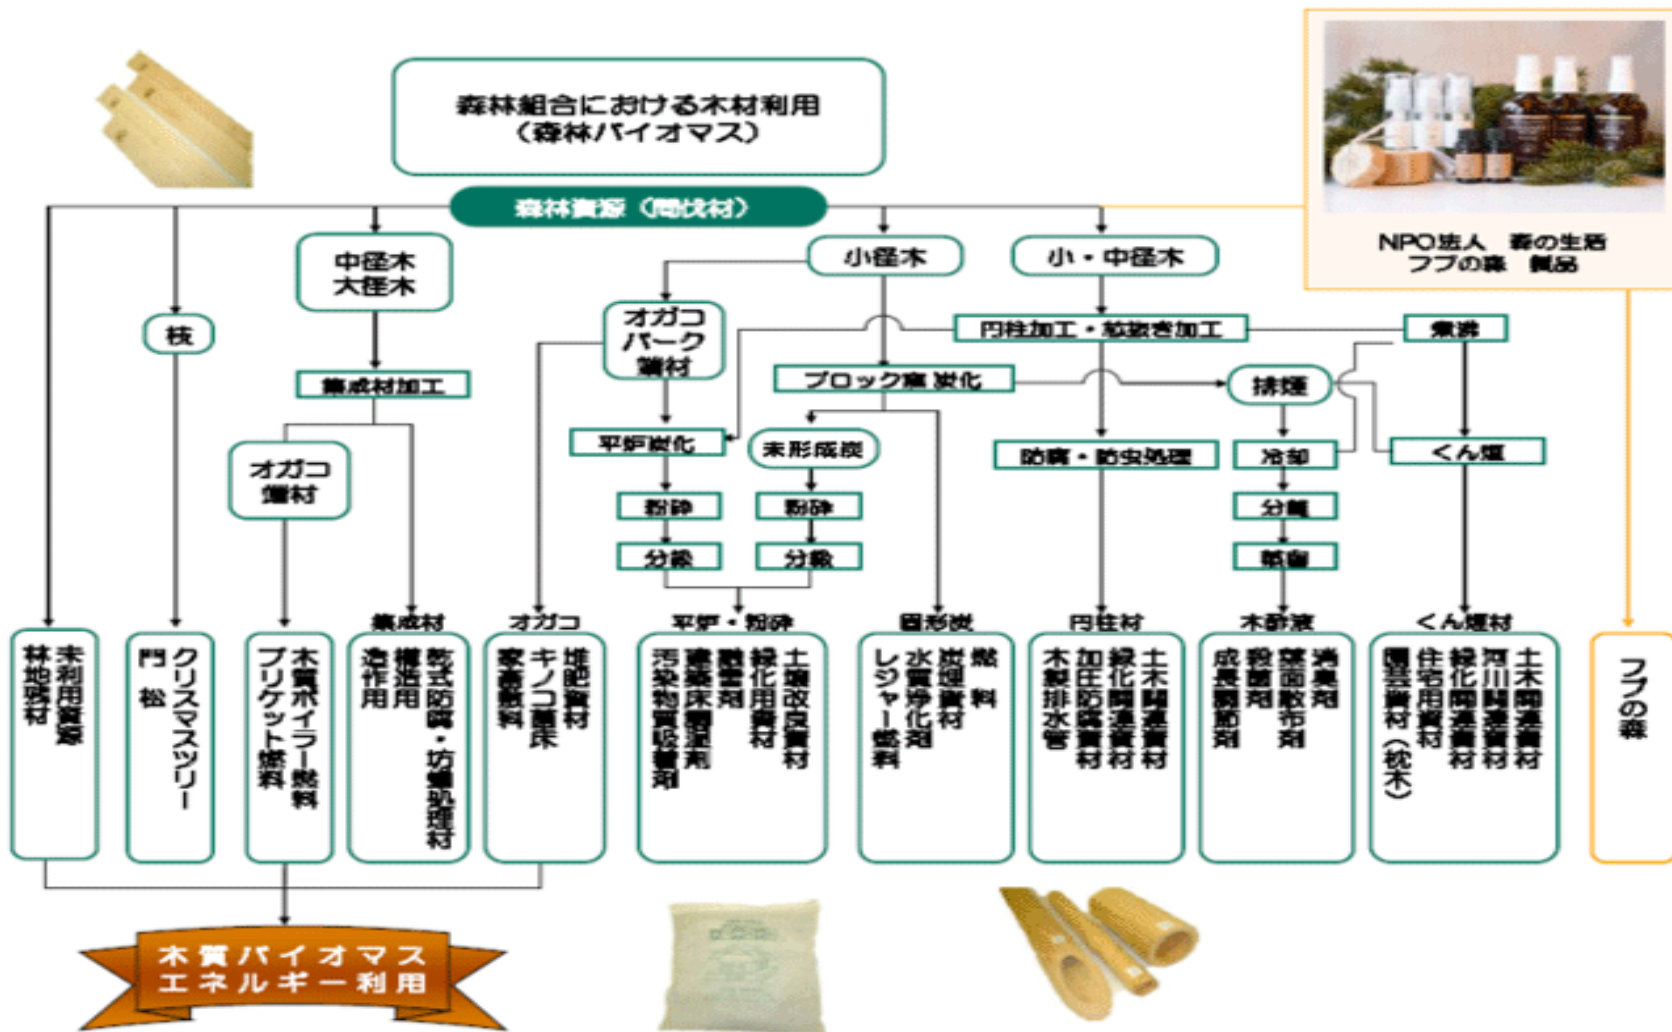 森林組合における木材利用
（森林バイオマス）
森林資源（間伐材）
NPO法人 森の生活
フプの森 製品
中径木
大径木
小径木
小・中径木
枝
オガコ
バーク
端材
円柱加工・芯抜き加工
煮沸
集成材加工
ブロック窯 炭化
排煙
平炉炭化
未形成炭
防腐・防虫処理
冷却
くん煙
オガコ
端材
粉砕
粉砕
分離
分級
分級
蒸留
集成材
オガコ
平炉・粉砕
固形炭
円柱材
木酢液
くん煙材
未利用資源
林地残材
クリスマスツリー
門 松
木質ボイラー燃料
ブリケット燃料
乾式防腐・坊蟻処理材
構造用
造作用
堆肥資材
キノコ菌床
家畜敷料
土壌改良資材
緑化用資材
融雪剤
建築床調湿剤
汚染物質吸着剤
燃 料
炭埋資材
水質浄化剤
レジャー燃料
土木関連資材
緑化関連資材
加圧防腐資材
木製排水管
消臭剤
葉面散布剤
殺菌剤
成長調節剤
土木関連資材
河川関連資材
緑化関連資材
住宅用資材
園芸資材（枕木）
フプの森
木質バイオマス
エネルギー利用